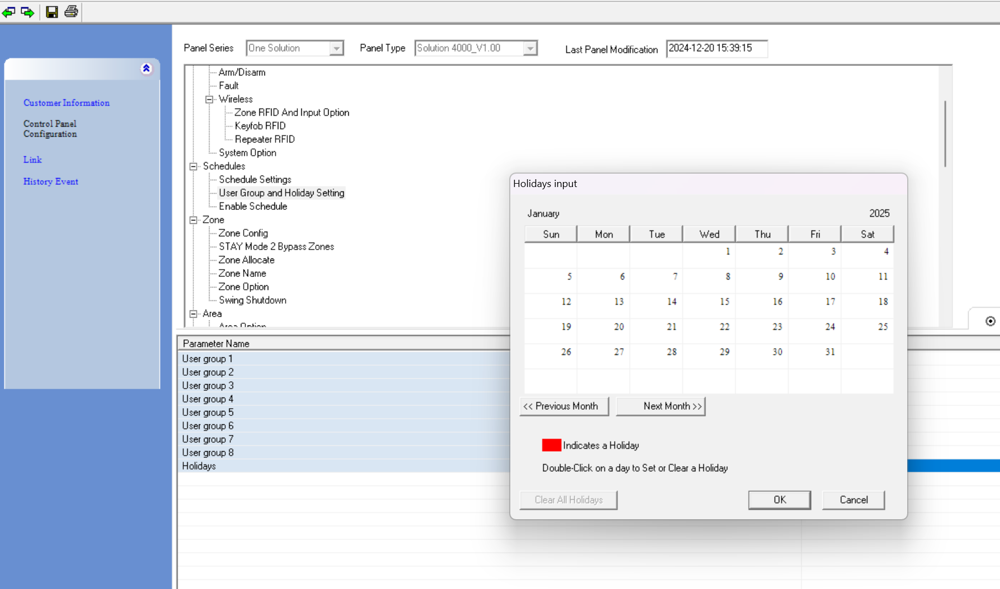 Panel Series One Solution Panel Type Solution 4000_V1.00 Last Panel Modification 2024-12-20 15:39:15
Customer Information
Control Panel
Configuration
Link
History Event
Arm/Disarm
Fault
Wireless
Zone RFID And Input Option
Keyfob RFID
Repeater RFID
System Option
Schedules
Schedule Settings
User Group and Holiday Setting
Enable Schedule
Zone
Zone Config
STAY Mode 2 Bypass Zones
Zone Allocate
Zone Name
Zone Option
Swing Shutdown
Area
Area Option
Parameter Name
User group 1
User group 2
User group 3
User group 4
User group 5
User group 6
User group 7
User group 8
Holidays
Holidays input
January 2025
Sun Mon Tue Wed Thu Fri Sat
1 2 3 4
5 6 7 8 9 10 11
12 13 14 15 16 17 18
19 20 21 22 23 24 25
26 27 28 29 30 31
<< Previous Month Next Month >>
Indicates a Holiday
Double-Click on a day to Set or Clear a Holiday
Clear All Holidays OK Cancel